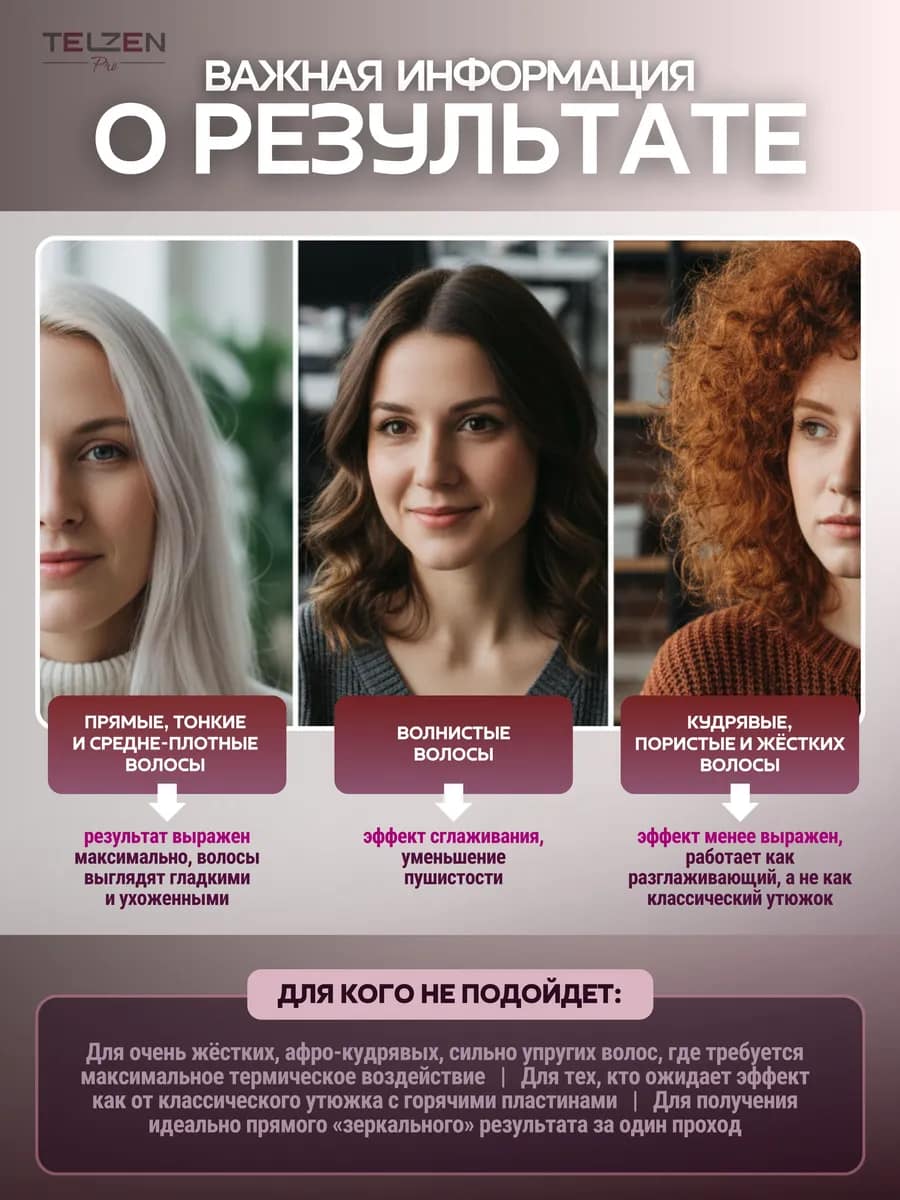 TELZEN
Pro
ВАЖНАЯ ИНФОРМАЦИЯ
О РЕЗУЛЬТАТЕ
ПРЯМЫЕ, ТОНКИЕ
И СРЕДНЕ-ПЛОТНЫЕ
ВОЛОСЫ
результат выражен
максимально, волосы
выглядят гладкими
и ухоженными
ВОЛНИСТЫЕ
ВОЛОСЫ
эффект сглаживания,
уменьшение
пушистости
КУДРЯВЫЕ,
ПОРИСТЫЕ И ЖЁСТКИХ
ВОЛОСЫ
эффект менее выражен,
работает как
разглаживающий, а не как
классический утюжок
ДЛЯ КОГО НЕ ПОДОЙДЕТ:
Для очень жёстких, афро-кудрявых, сильно упругих волос, где требуется
максимальное термическое воздействие | Для тех, кто ожидает эффект
как от классического утюжка с горячими пластинами | Для получения
идеально прямого «зеркального» результата за один проход